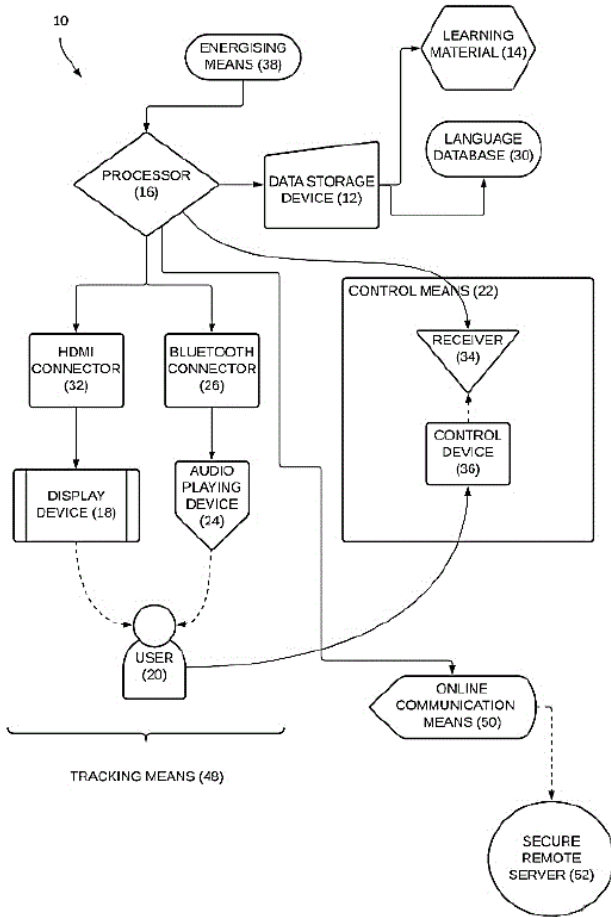 10
ENERGISING
MEANS (38)
LEARNING
MATERIAL (14)
LANGUAGE
DATABASE (30)
PROCESSOR
(16)
DATA STORAGE
DEVICE (12)
CONTROL MEANS (22)
RECEIVER
(34)
HDMI
CONNECTOR
(32)
BLUETOOTH
CONNECTOR
(26)
CONTROL
DEVICE
(36)
DISPLAY
DEVICE (18)
AUDIO
PLAYING
DEVICE
(24)
USER
(20)
ONLINE
COMMUNICATION
MEANS (50)
TRACKING MEANS (48)
SECURE
REMOTE
SERVER (52)